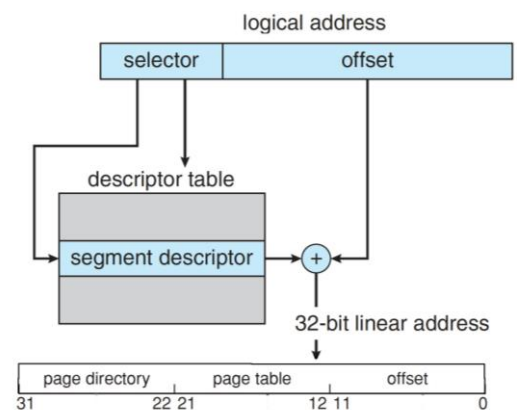 logical address
selector offset
descriptor table
segment descriptor +
32-bit linear address
page directory page table offset
31 22 21 12 11 0